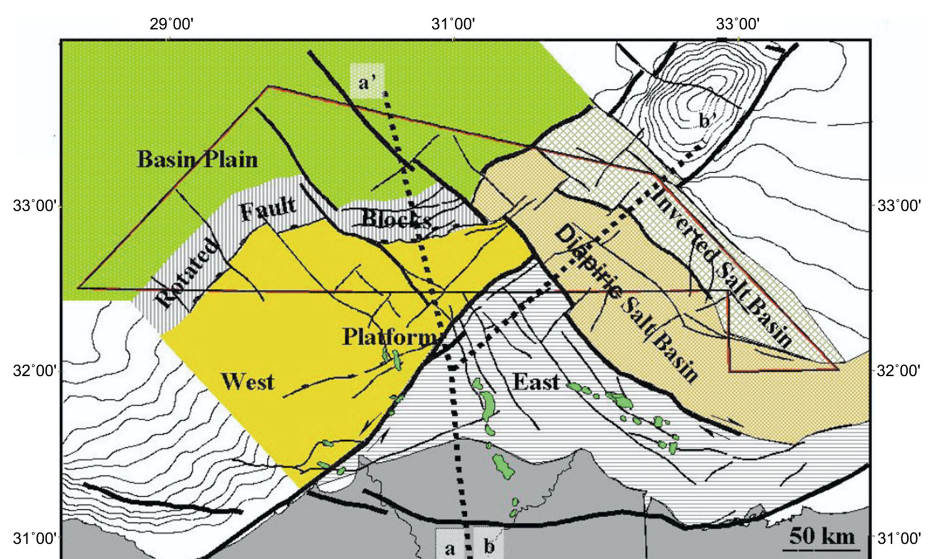 29°00' 31°00' 33°00'
a'
b'
Basin Plain
33°00' 33°00'
Rotated Fault Blocks
Inverted Salt Basin
Diapiric Salt Basin
Platform
32°00' 32°00'
West East
31°00' 31°00'
a b
50 km